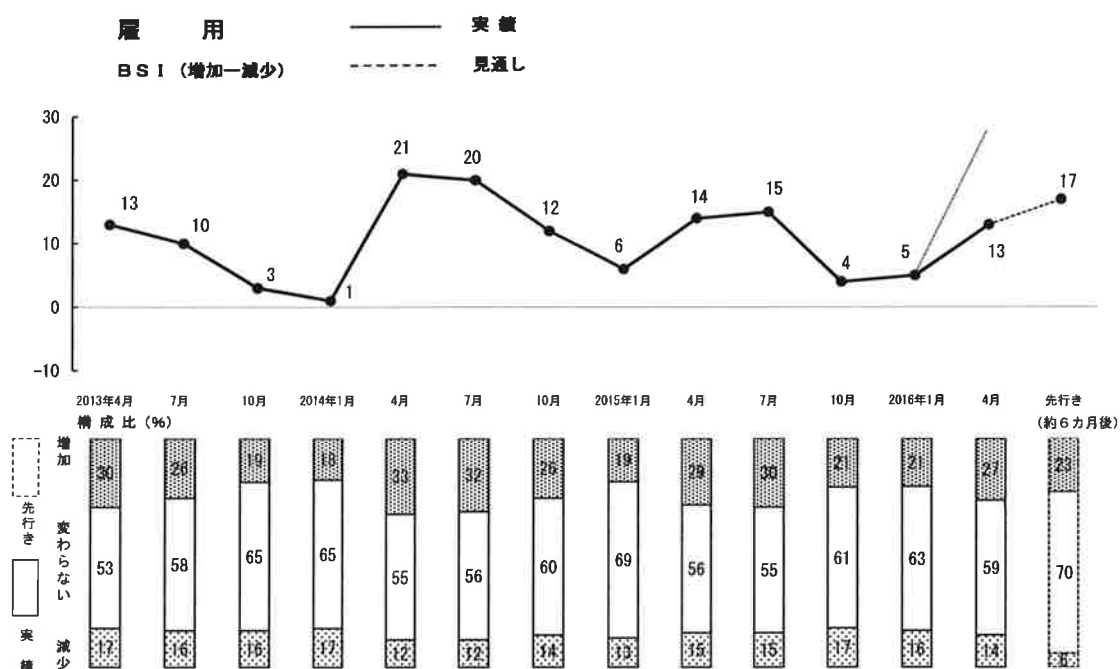 雇 用
実 績
BSI（増加－減少）
見通し
30
20
10
0
-10
13
10
3
1
21
20
12
6
14
15
4
5
13
17
2013年4月 7月 10月 2014年1月 4月 7月 10月 2015年1月 4月 7月 10月 2016年1月 4月 先行き
構成比（%）
（約6カ月後）
増加
30 26 19 18 33 32 26 19 29 30 21 21 27 23
先行き
変わらない
53 58 65 65 55 56 60 69 56 55 61 63 59 70
実績
減少
17 16 16 17 12 12 14 13 15 15 17 16 14 6